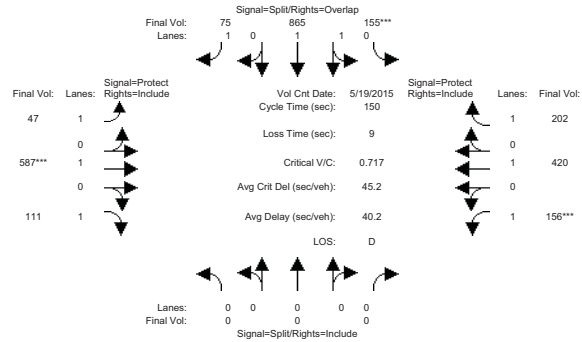 Signal=Split/Rights=Overlap
Final Vol: 75 865 155***
Lanes: 1 0 1 1 0
Signal=Protect Signal=Protect
Final Vol: Lanes: Rights=Include Vol Cnt Date: 5/19/2015 Rights=Include Lanes: Final Vol:
Cycle Time (sec): 150
47 1 1 202
Loss Time (sec): 9
0 0
587*** 1 Critical V/C: 0.717 1 420
0 Avg Crit Del (sec/veh): 45.2 0
111 1 Avg Delay (sec/veh): 40.2 1 156***
LOS: D
Lanes: 0 0 0 0 0
Final Vol: 0 0 0
Signal=Split/Rights=Include